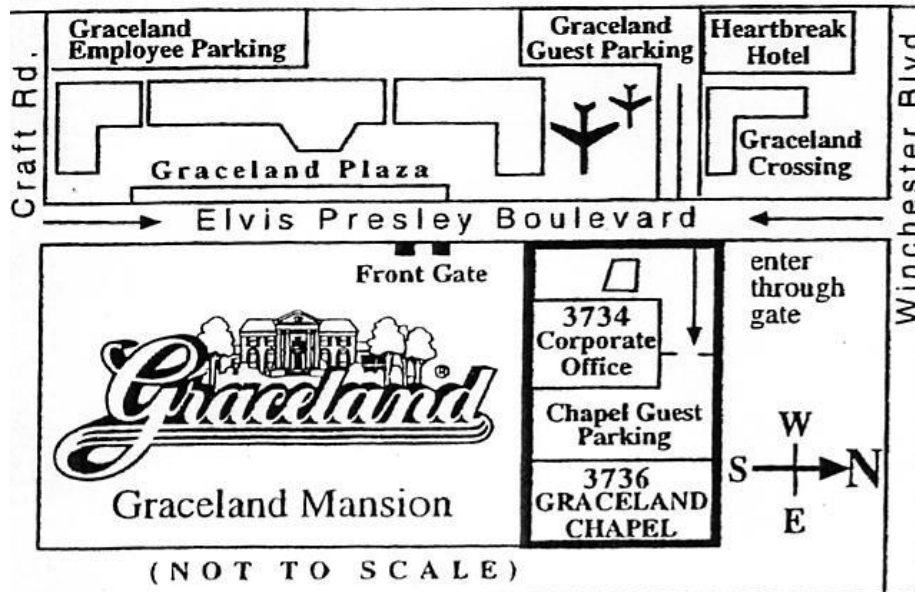 Craft Rd.
Graceland
Employee Parking
Graceland
Guest Parking
Heartbreak
Hotel
Winchester Blvd
Graceland
Crossing
Graceland Plaza
Elvis Presley Boulevard
Front Gate
enter
through
gate
3734
Corporate
Office
Graceland
®
Chapel Guest
Parking
Graceland Mansion
3736
GRACELAND
CHAPEL
W
S
N
E
(NOT TO SCALE)